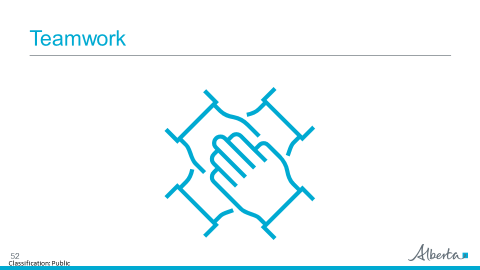 Teamwork
52
Classification: Public
Alberta